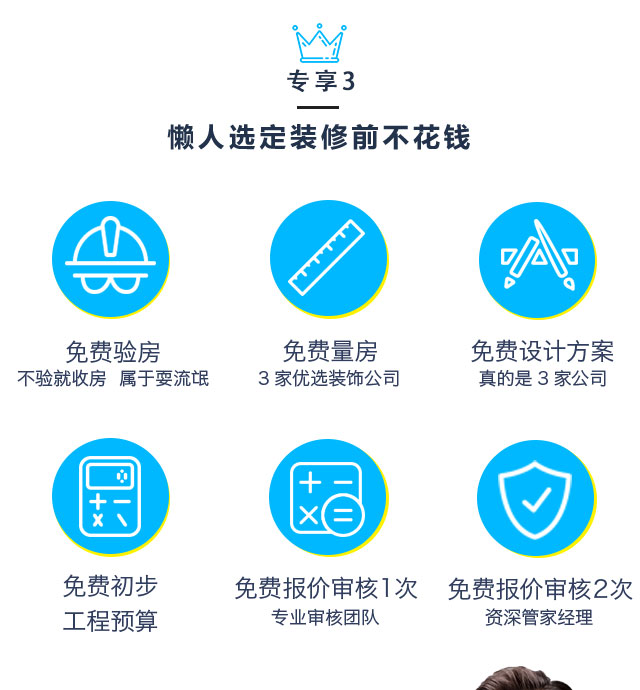 专享3
懒人选定装修前不花钱
免费验房
不验就收房 属于耍流氓
免费量房
3 家优选装饰公司
免费设计方案
真的是 3 家公司
免费初步
工程预算
免费报价审核1次
专业审核团队
免费报价审核2次
资深管家经理